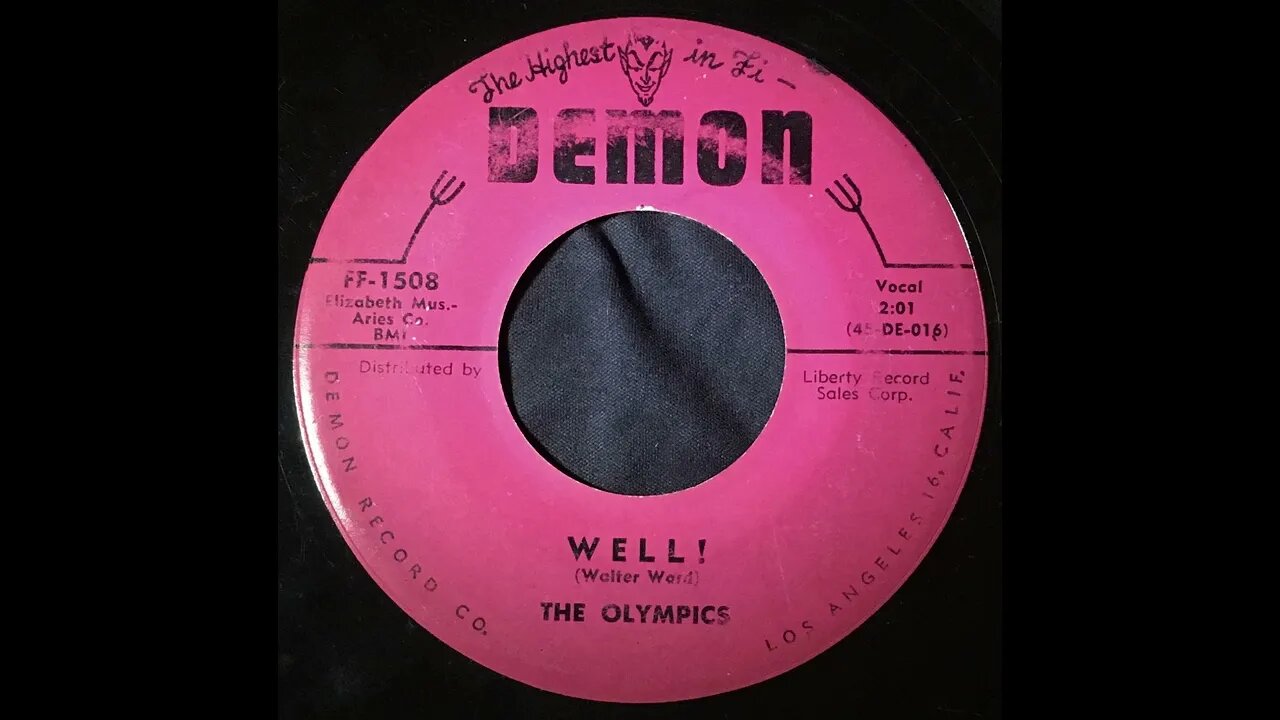 The Highest in Fi-
DEMON
FF-1508
Elizabeth Mus.-
Aries Co.
BMI
Vocal
2:01
(45-DE-016)
Distributed by
Liberty Record
Sales Corp.
WELL!
(Walter Ward)
THE OLYMPICS
DEMON RECORD CO.
LOS ANGELES 16, CALIF.